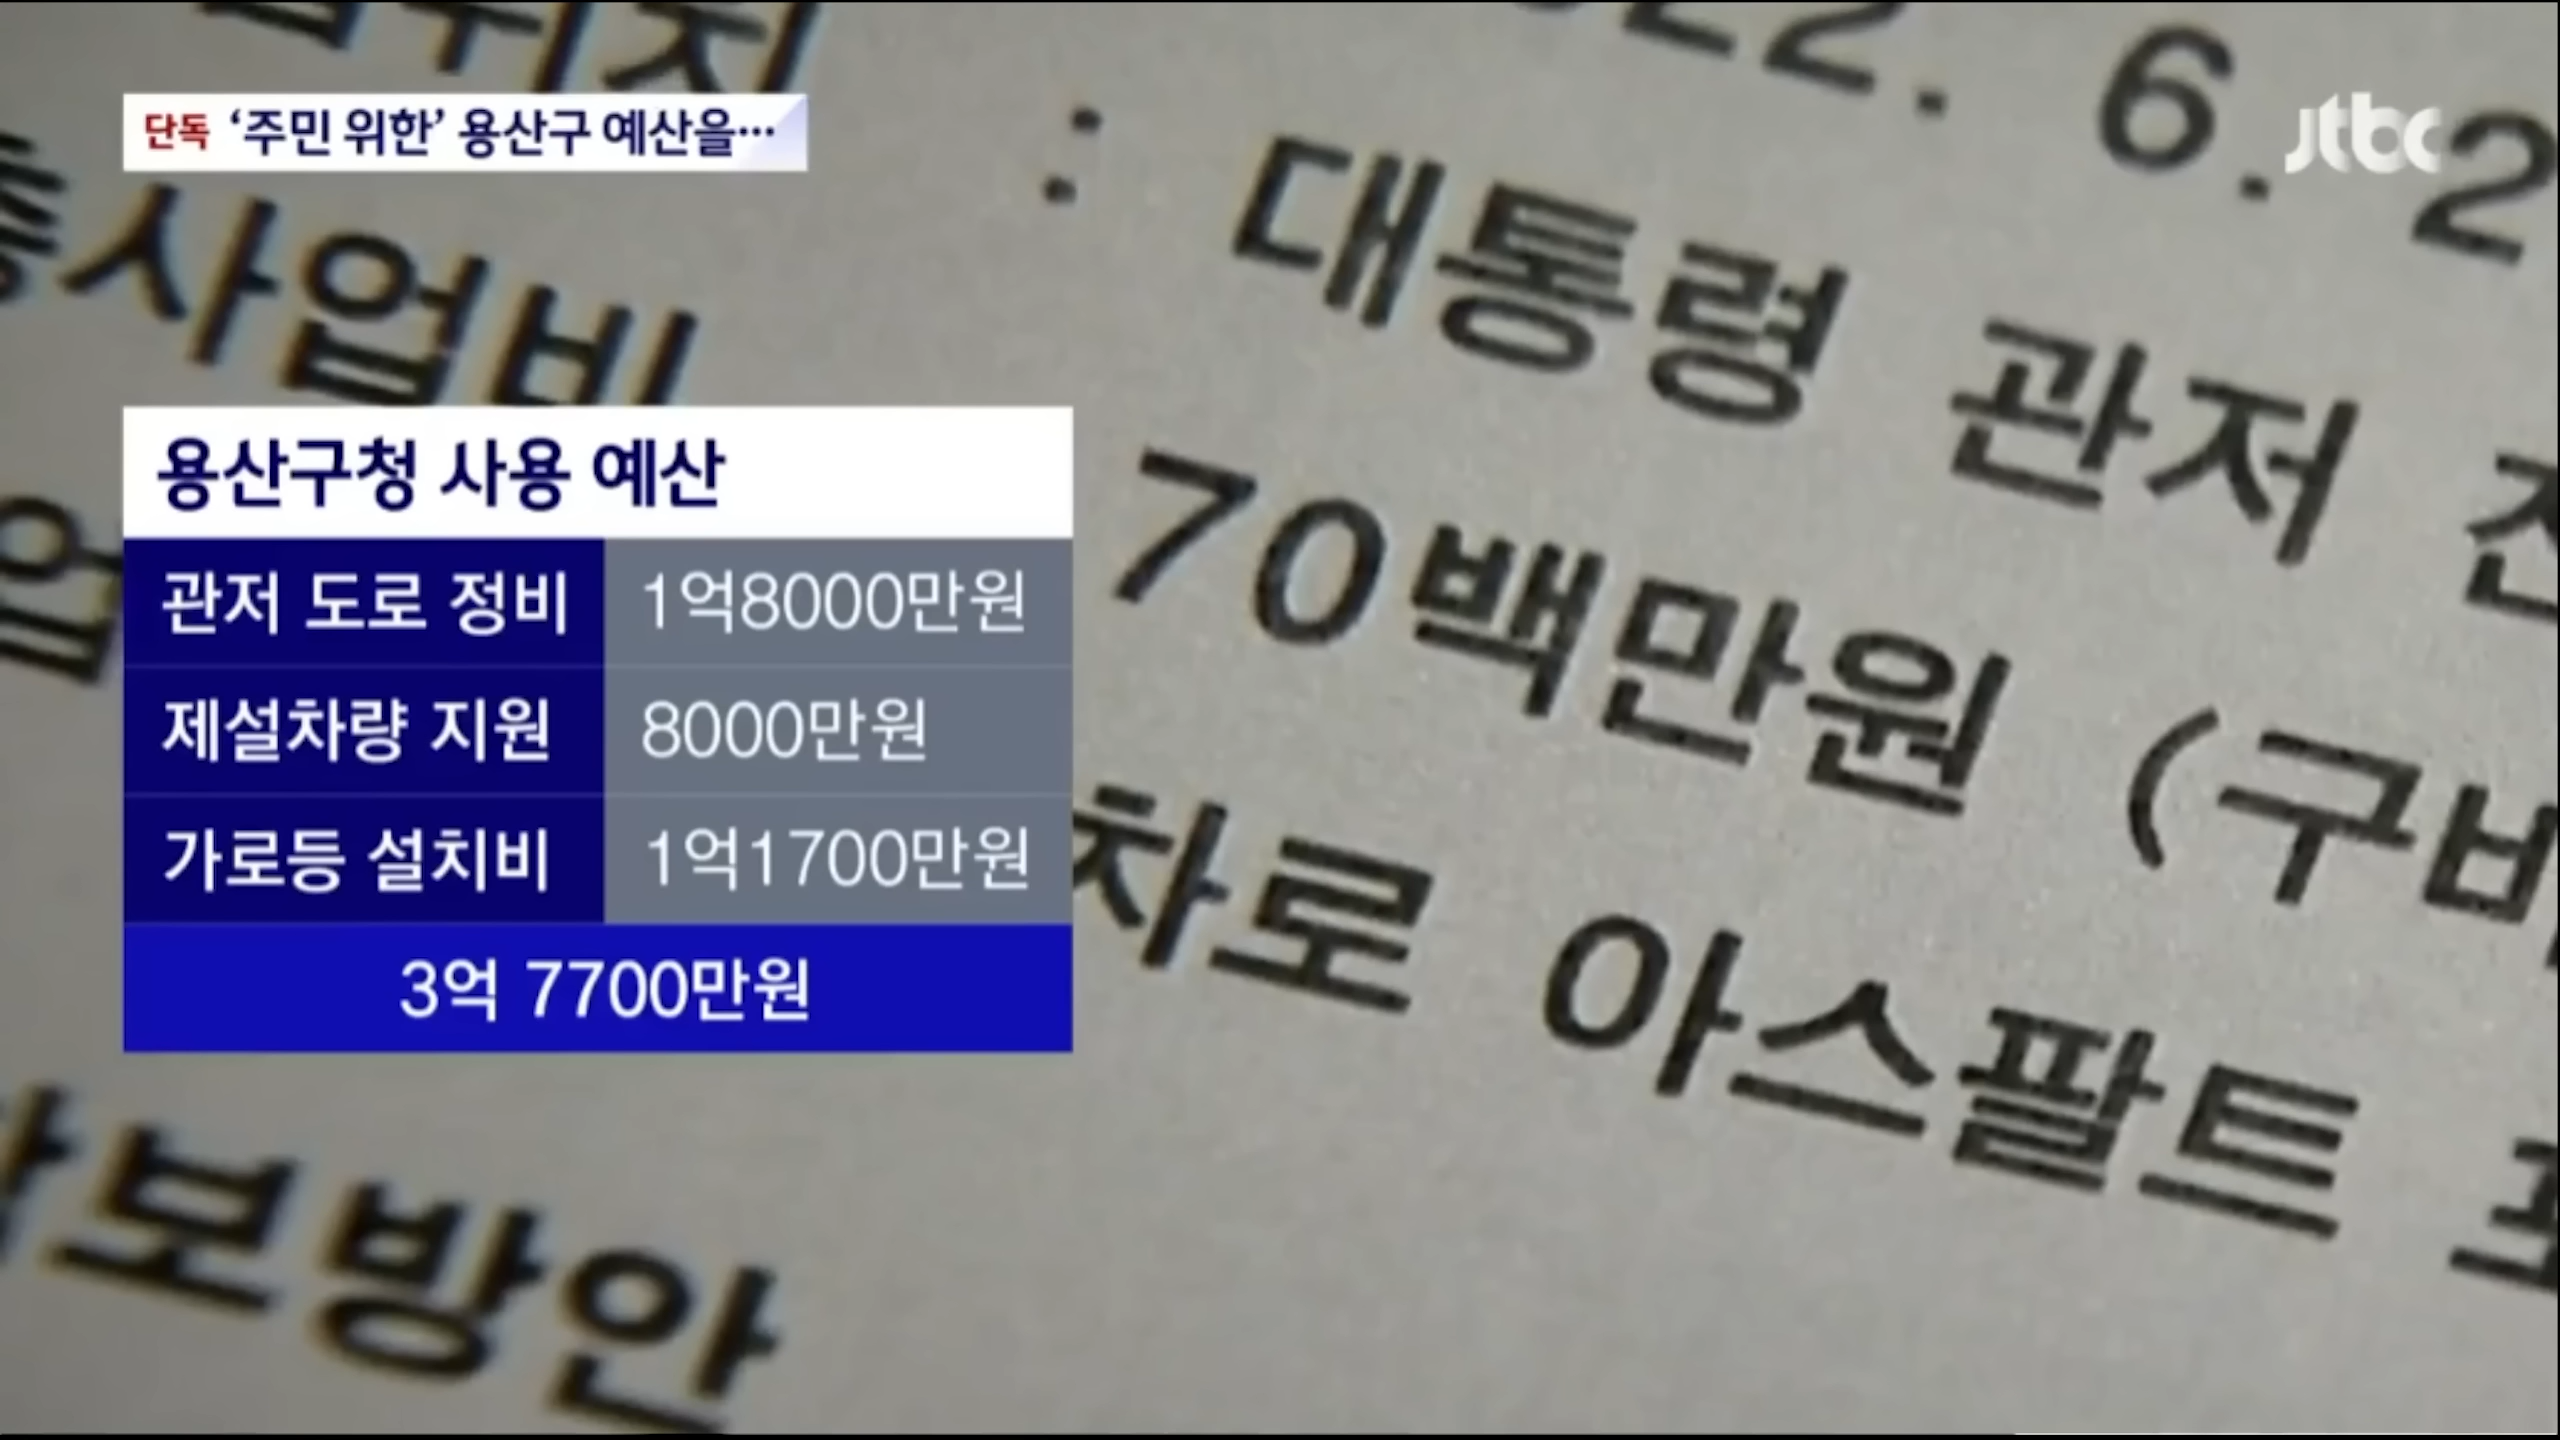 단독 ‘주민 위한’ 용산구 예산을…
jtbc
22. 6. 2
사업비
: 대통령 관저
70백만원 (구비
차로 아스팔트
보방안
용산구청 사용 예산
관저 도로 정비 1억8000만원
제설차량 지원 8000만원
가로등 설치비 1억1700만원
3억 7700만원